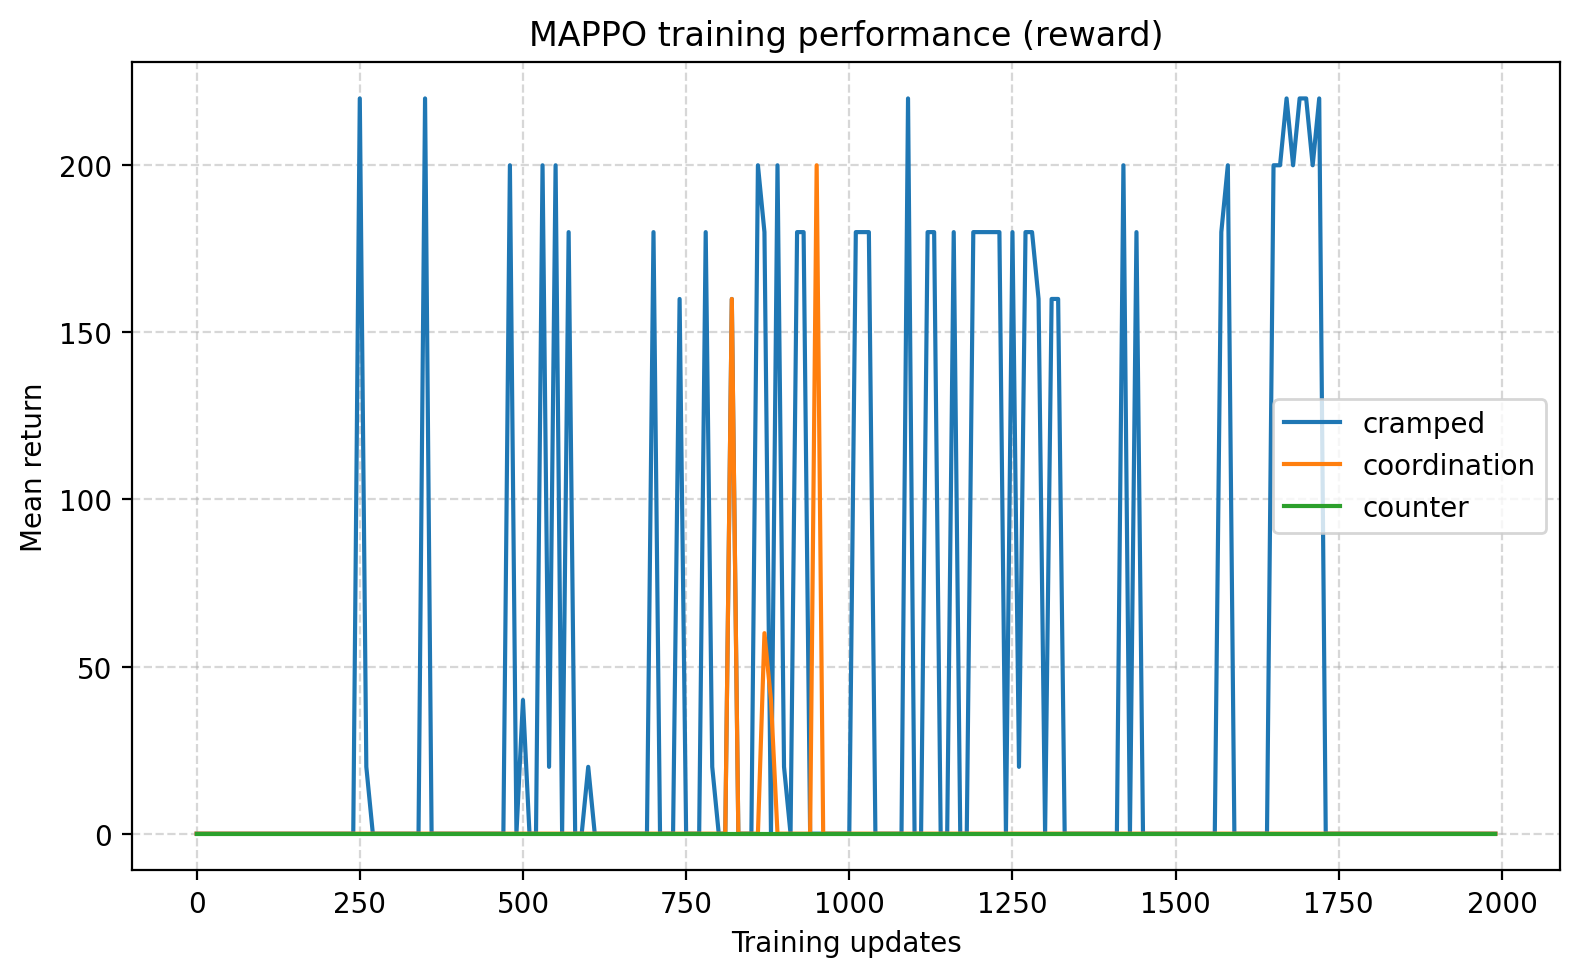 MAPPO training performance (reward)
Mean return
200
150
100
50
0
cramped
coordination
counter
0 250 500 750 1000 1250 1500 1750 2000
Training updates